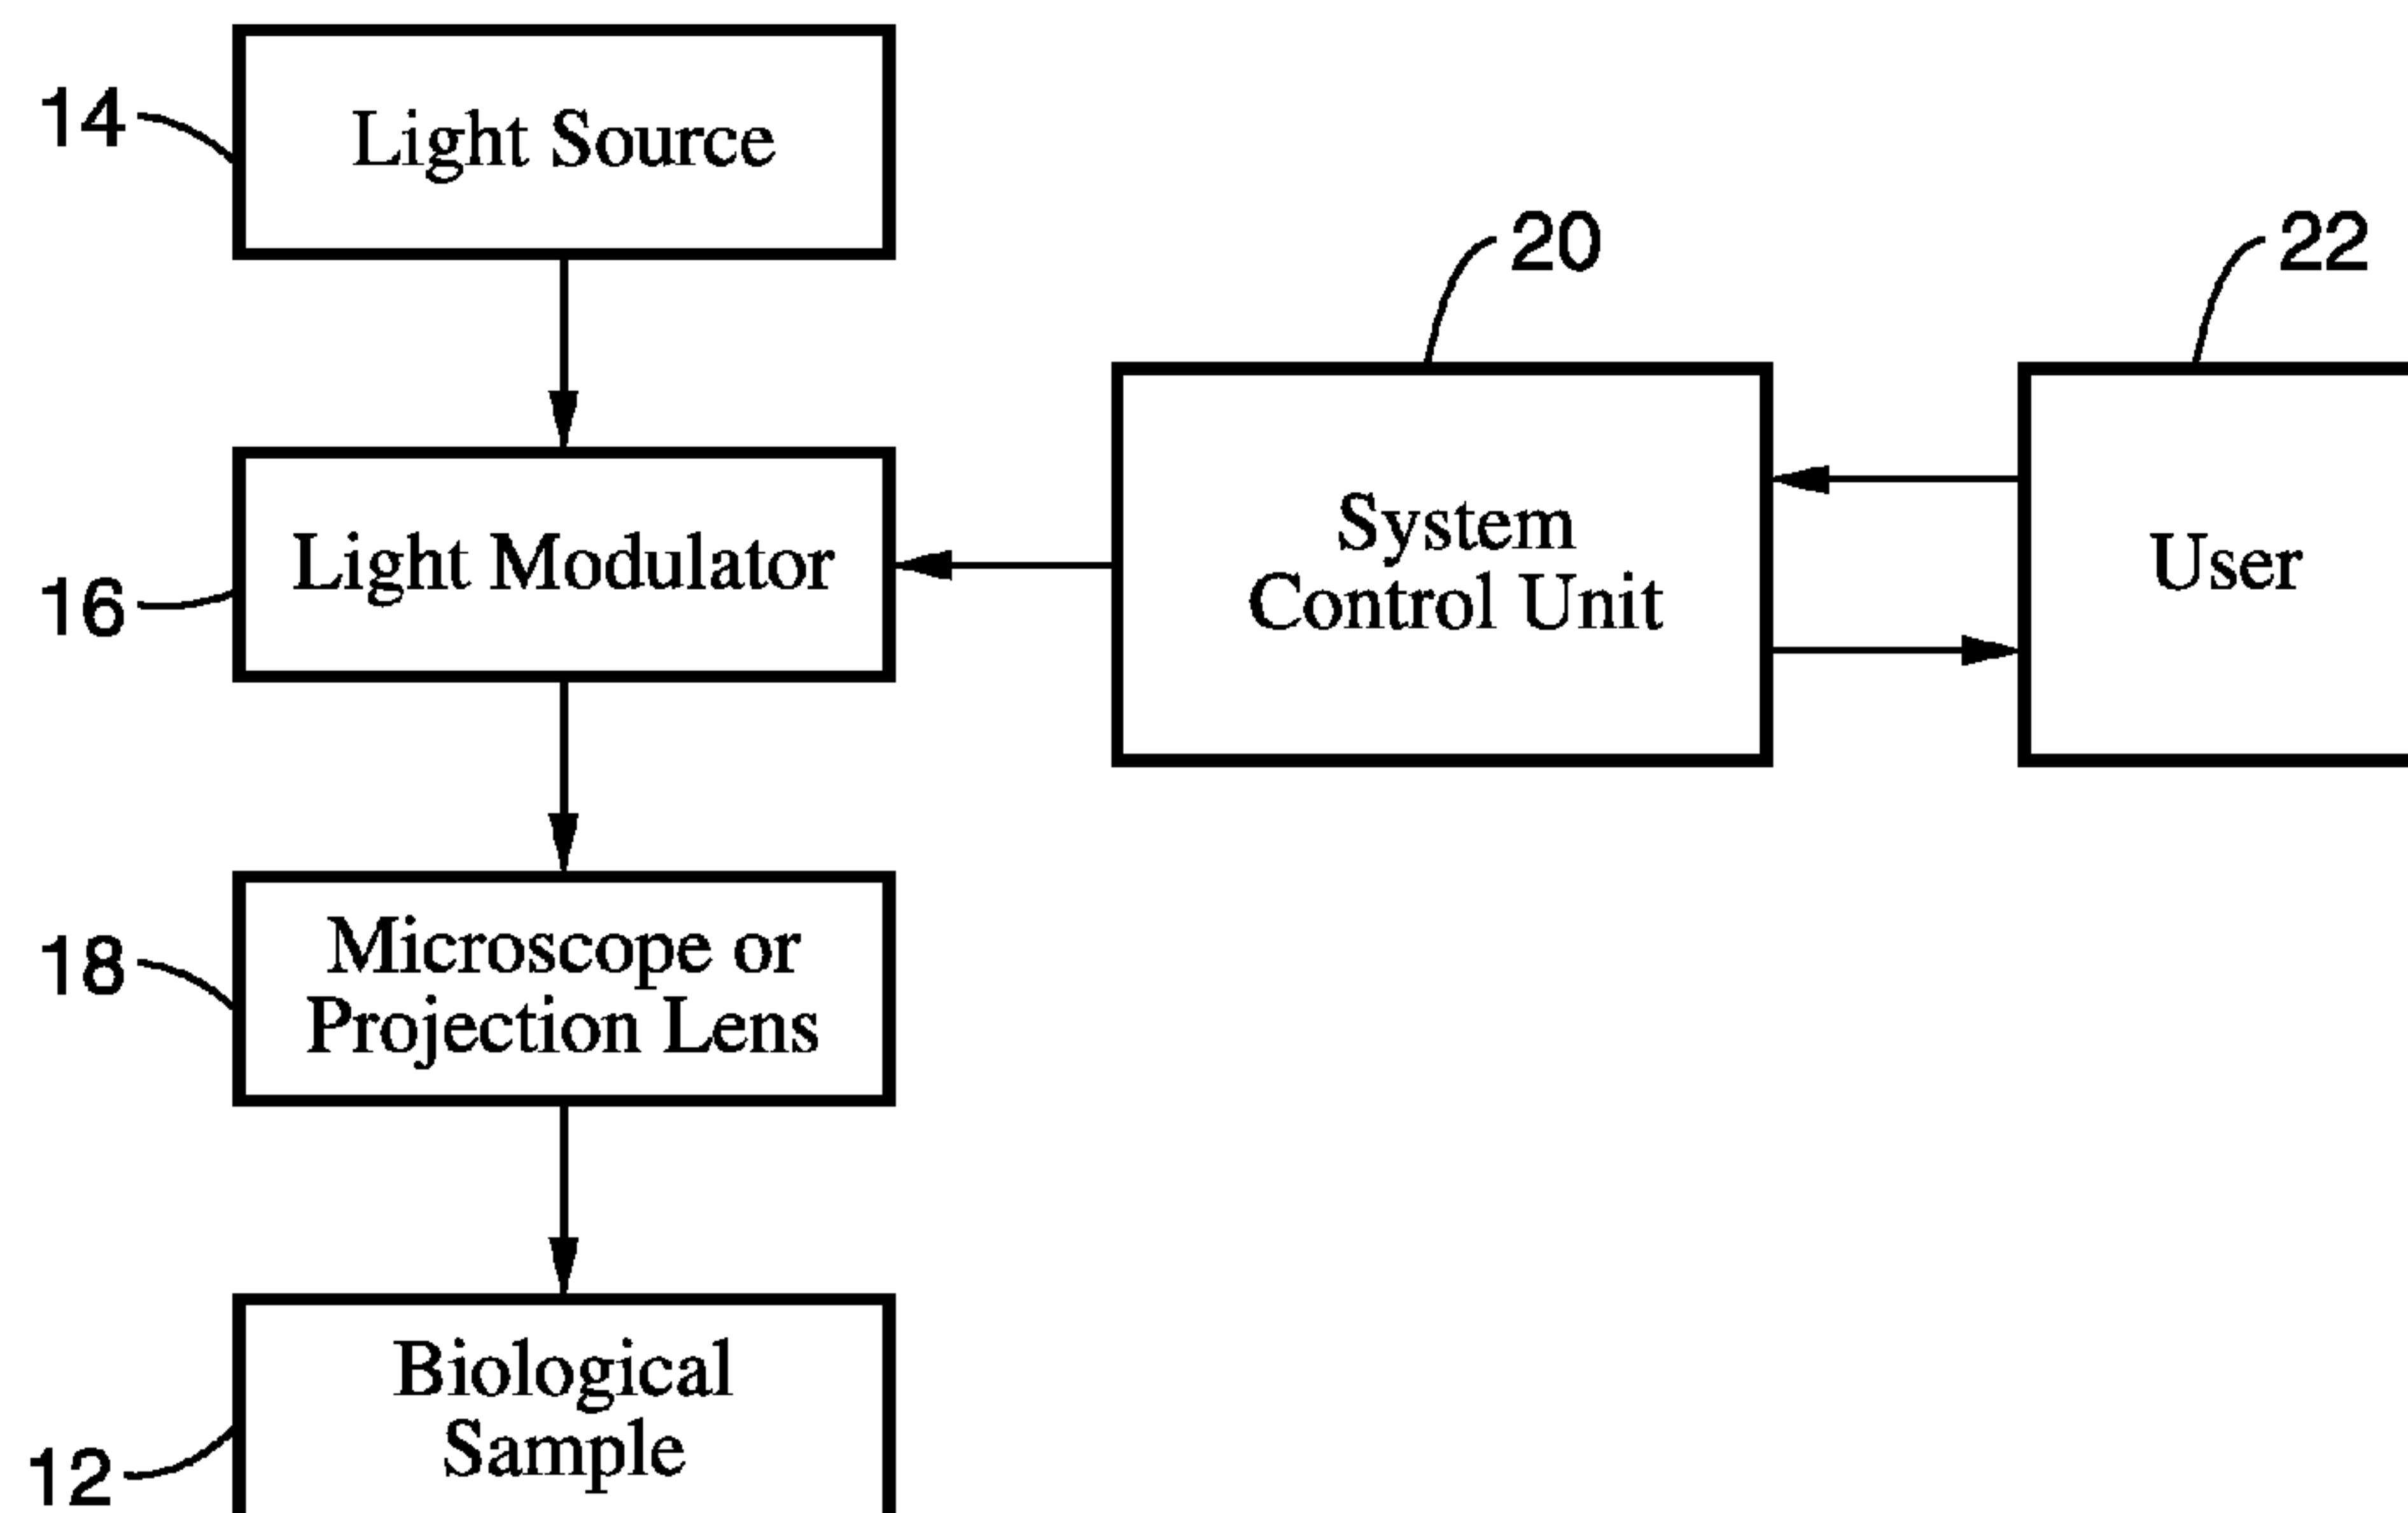 14
Light Source
20
22
16
Light Modulator
System
Control Unit
User
18
Microscope or
Projection Lens
12
Biological
Sample